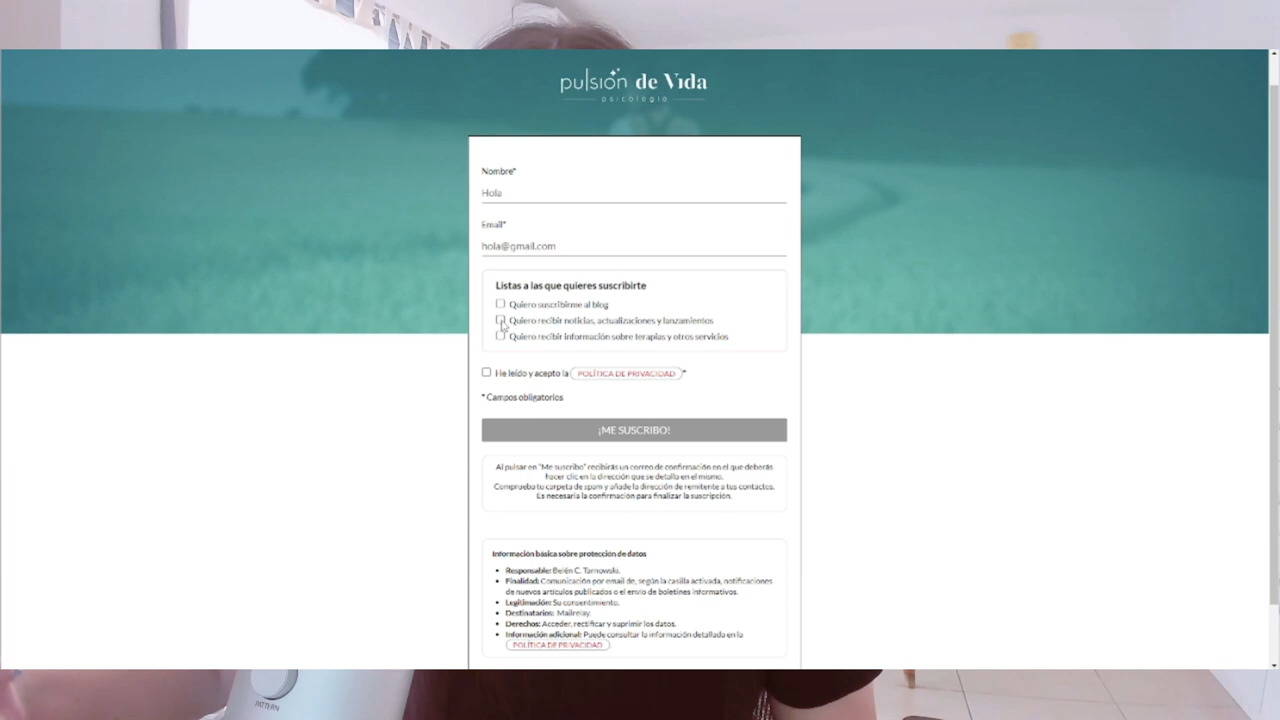 pulsión de Vida
psicología
Nombre*
Hola
Email*
hola@gmail.com
Listas a las que quieres suscribirte
Quiero suscribirme al blog
Quiero recibir noticias, actualizaciones y lanzamientos
Quiero recibir información sobre terapias y otros servicios
He leído y acepto la POLÍTICA DE PRIVACIDAD *
* Campos obligatorios
¡ME SUSCRIBO!
Al pulsar en "Me suscribo" recibirás un correo de confirmación en el que deberás
hacer clic en la dirección que se detalla en el mismo.
Comprueba tu carpeta de spam y añade la dirección de remitente a tus contactos.
Es necesaria la confirmación para finalizar la suscripción.
Información básica sobre protección de datos
• Responsable: Belén C. Tarnowski.
• Finalidad: Comunicación por email de, según la casilla activada, notificaciones
de nuevos artículos publicados o el envío de boletines informativos.
• Legitimación: Su consentimiento.
• Destinatarios: Mailrelay.
• Derechos: Acceder, rectificar y suprimir los datos.
• Información adicional: Puede consultar la información detallada en la
POLÍTICA DE PRIVACIDAD
PATTERN